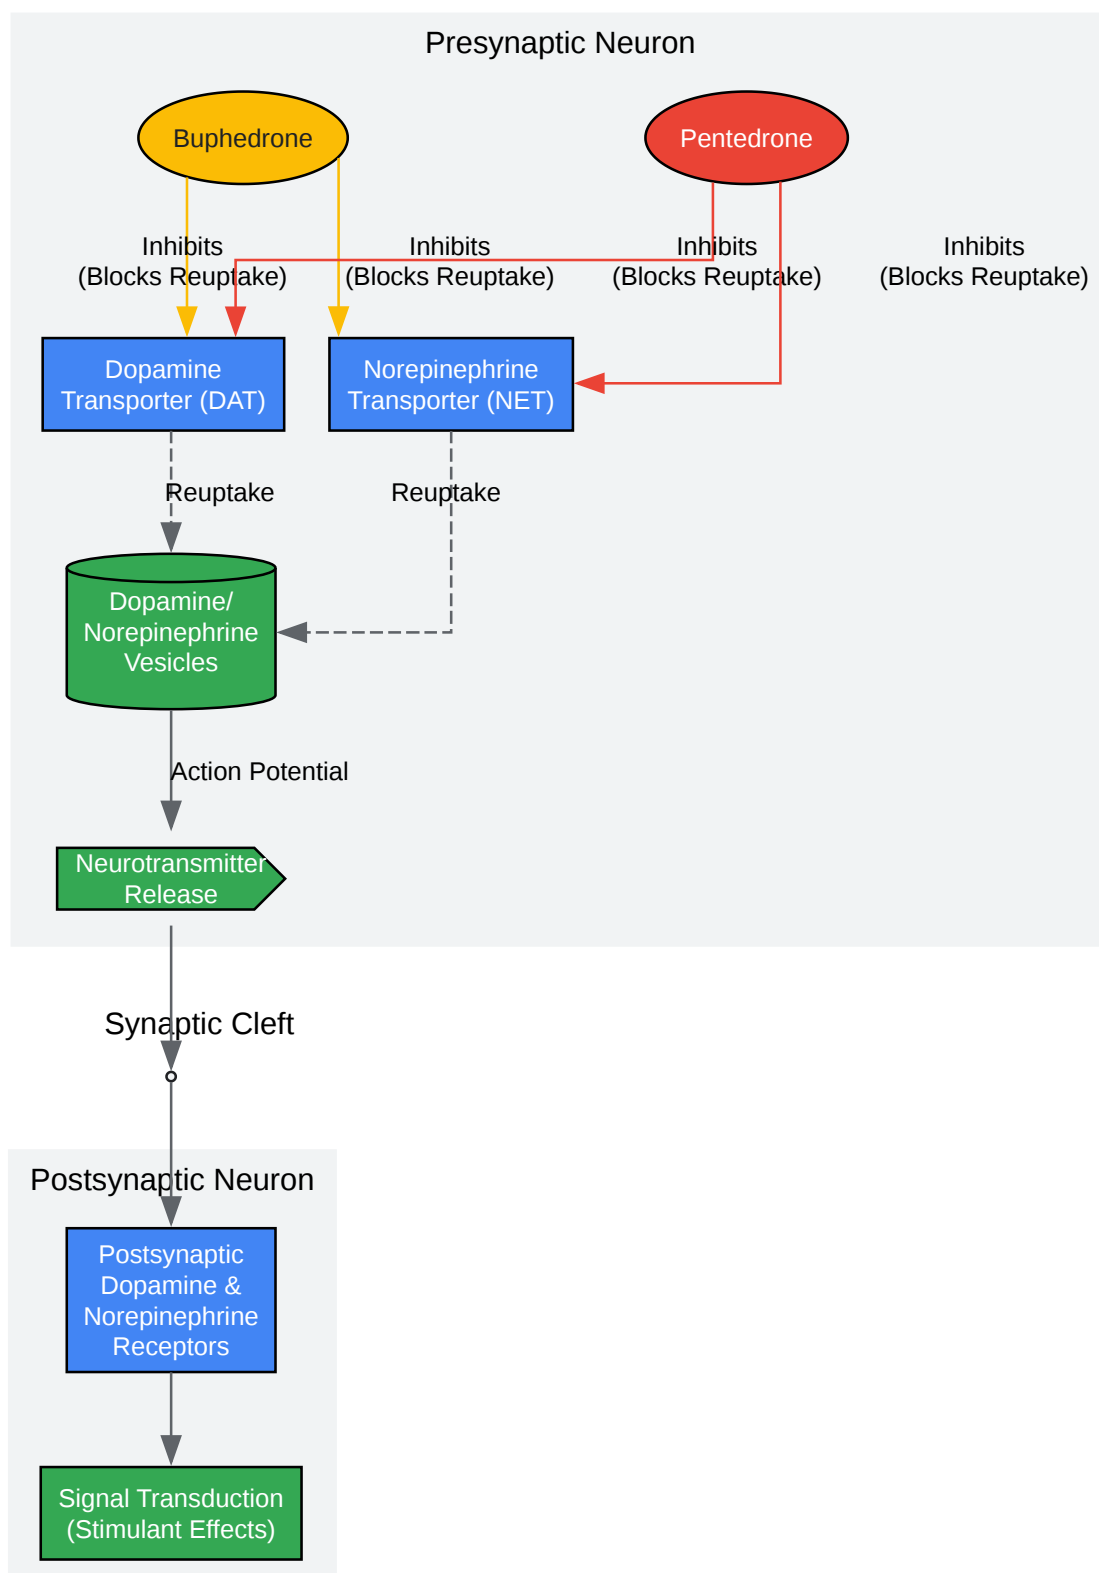 Presynaptic Neuron
Buphedrone
Pentedrone
Inhibits
(Blocks Reuptake)
Inhibits
(Blocks Reuptake)
Inhibits
(Blocks Reuptake)
Inhibits
(Blocks Reuptake)
Dopamine
Transporter (DAT)
Norepinephrine
Transporter (NET)
Reuptake
Reuptake
Dopamine/
Norepinephrine
Vesicles
Action Potential
Neurotransmitter
Release
Synaptic Cleft
Postsynaptic Neuron
Postsynaptic
Dopamine &
Norepinephrine
Receptors
Signal Transduction
(Stimulant Effects)